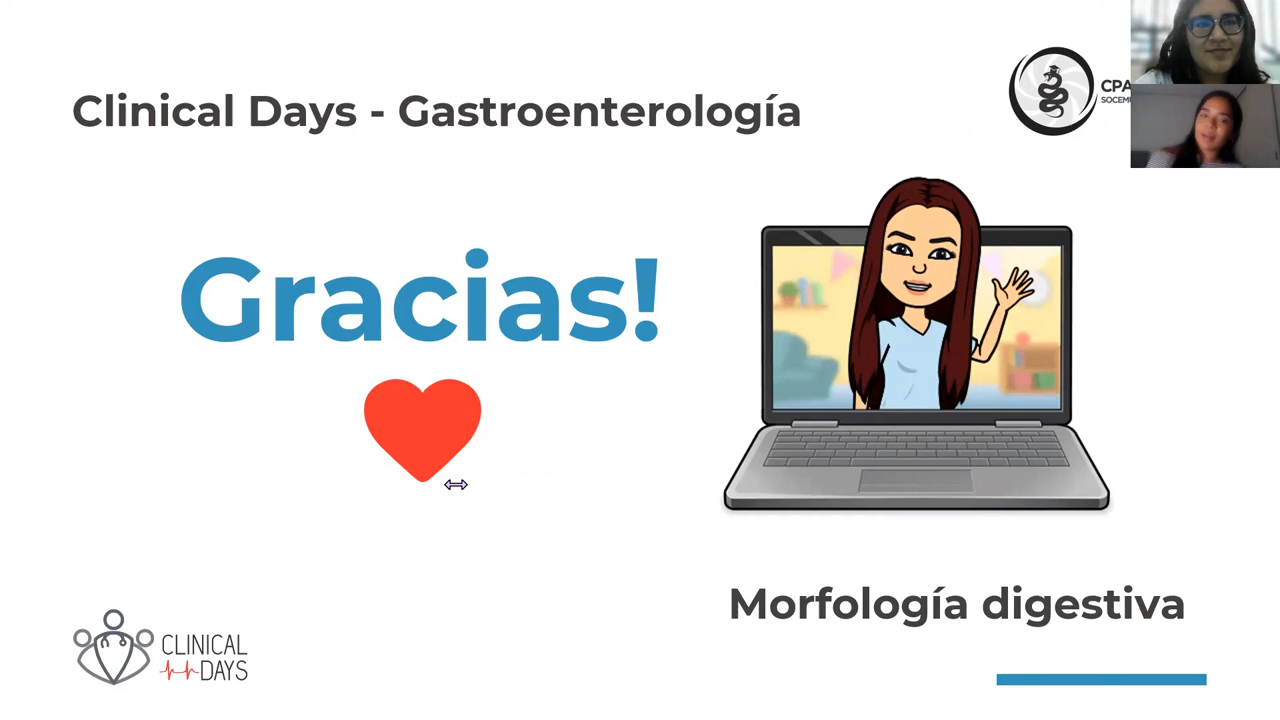 Clinical Days - Gastroenterología
CPA
Gracias!
Morfología digestiva
CLINICAL
DAYS